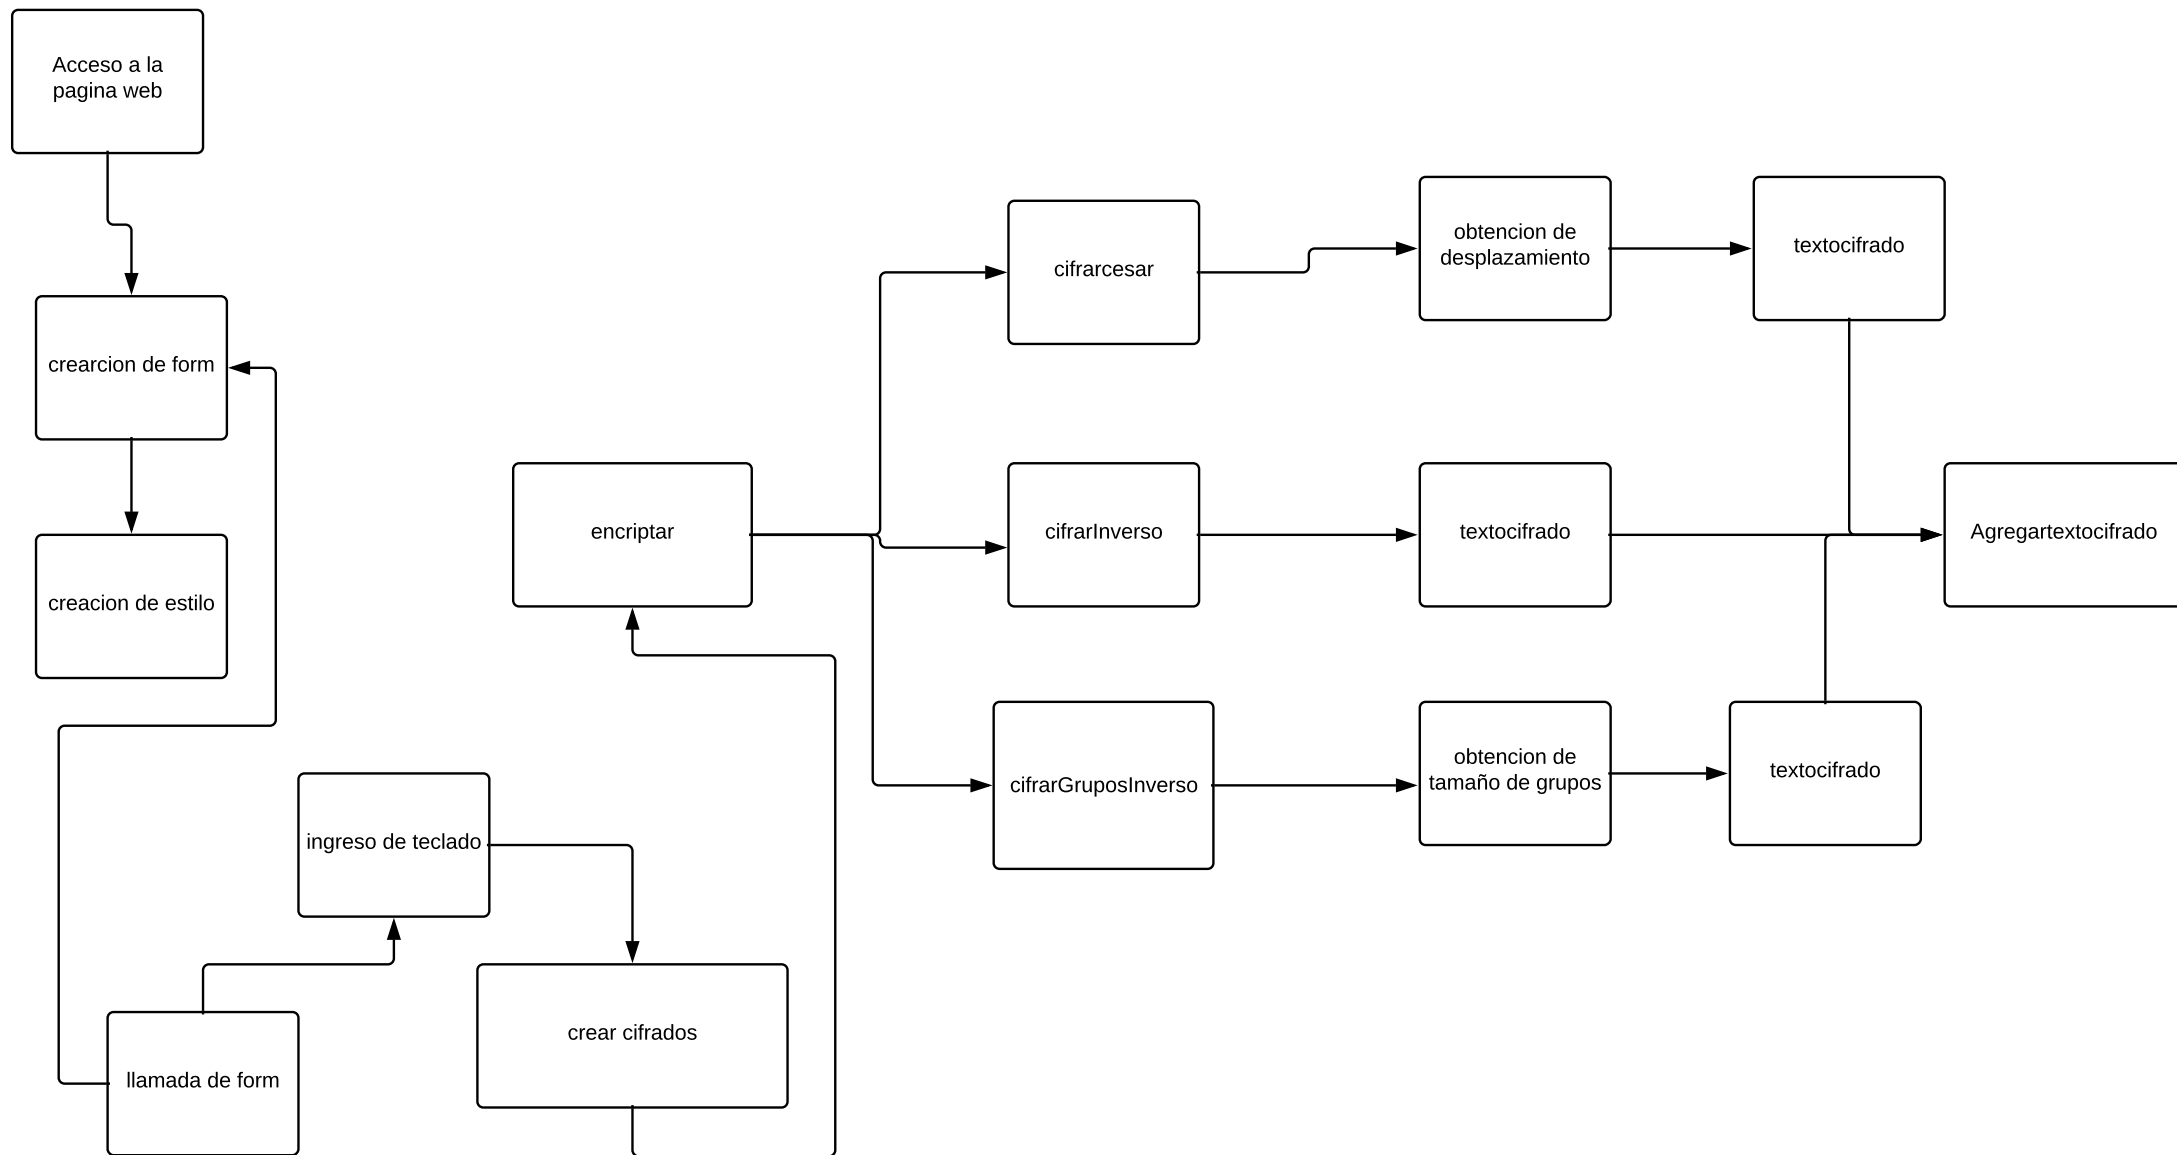 Acceso a la
pagina web
crearcion de form
creacion de estilo
llamada de form
ingreso de teclado
crear cifrados
encriptar
cifrarcesar
obtencion de
desplazamiento
textocifrado
cifrarInverso
textocifrado
cifrarGruposInverso
obtencion de
tamaño de grupos
textocifrado
Agregartextocifrado